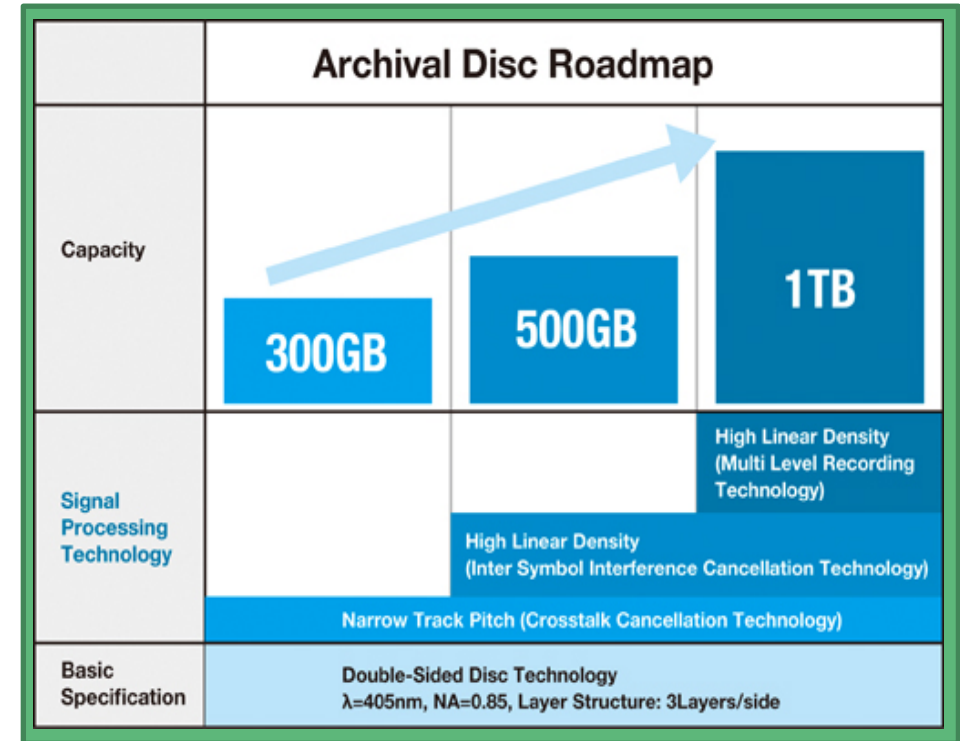 Archival Disc Roadmap
Capacity
300GB
500GB
1TB
Signal
Processing
Technology
High Linear Density
(Multi Level Recording
Technology)
High Linear Density
(Inter Symbol Interference Cancellation Technology)
Narrow Track Pitch (Crosstalk Cancellation Technology)
Basic
Specification
Double-Sided Disc Technology
λ=405nm, NA=0.85, Layer Structure: 3Layers/side